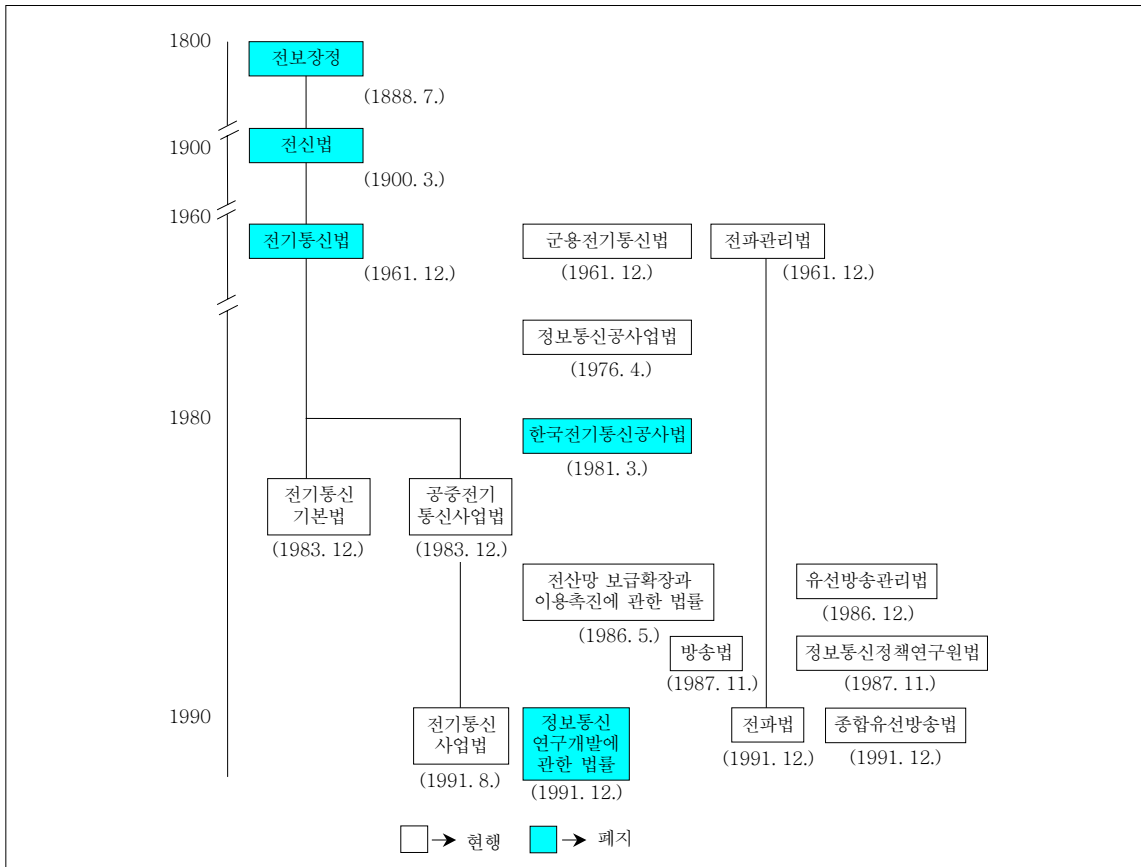 1800
전보장정
(1888. 7.)
1900
전신법
(1900. 3.)
1960
전기통신법
(1961. 12.)
군용전기통신법
(1961. 12.)
전파관리법
(1961. 12.)
정보통신공사업법
(1976. 4.)
1980
한국전기통신공사법
(1981. 3.)
전기통신
기본법
(1983. 12.)
공중전기
통신사업법
(1983. 12.)
전산망 보급확장과
이용촉진에 관한 법률
(1986. 5.)
유선방송관리법
(1986. 12.)
방송법
(1987. 11.)
정보통신정책연구원법
(1987. 11.)
1990
전기통신
사업법
(1991. 8.)
정보통신
연구개발에
관한 법률
(1991. 12.)
전파법
(1991. 12.)
종합유선방송법
(1991. 12.)
현행
폐지